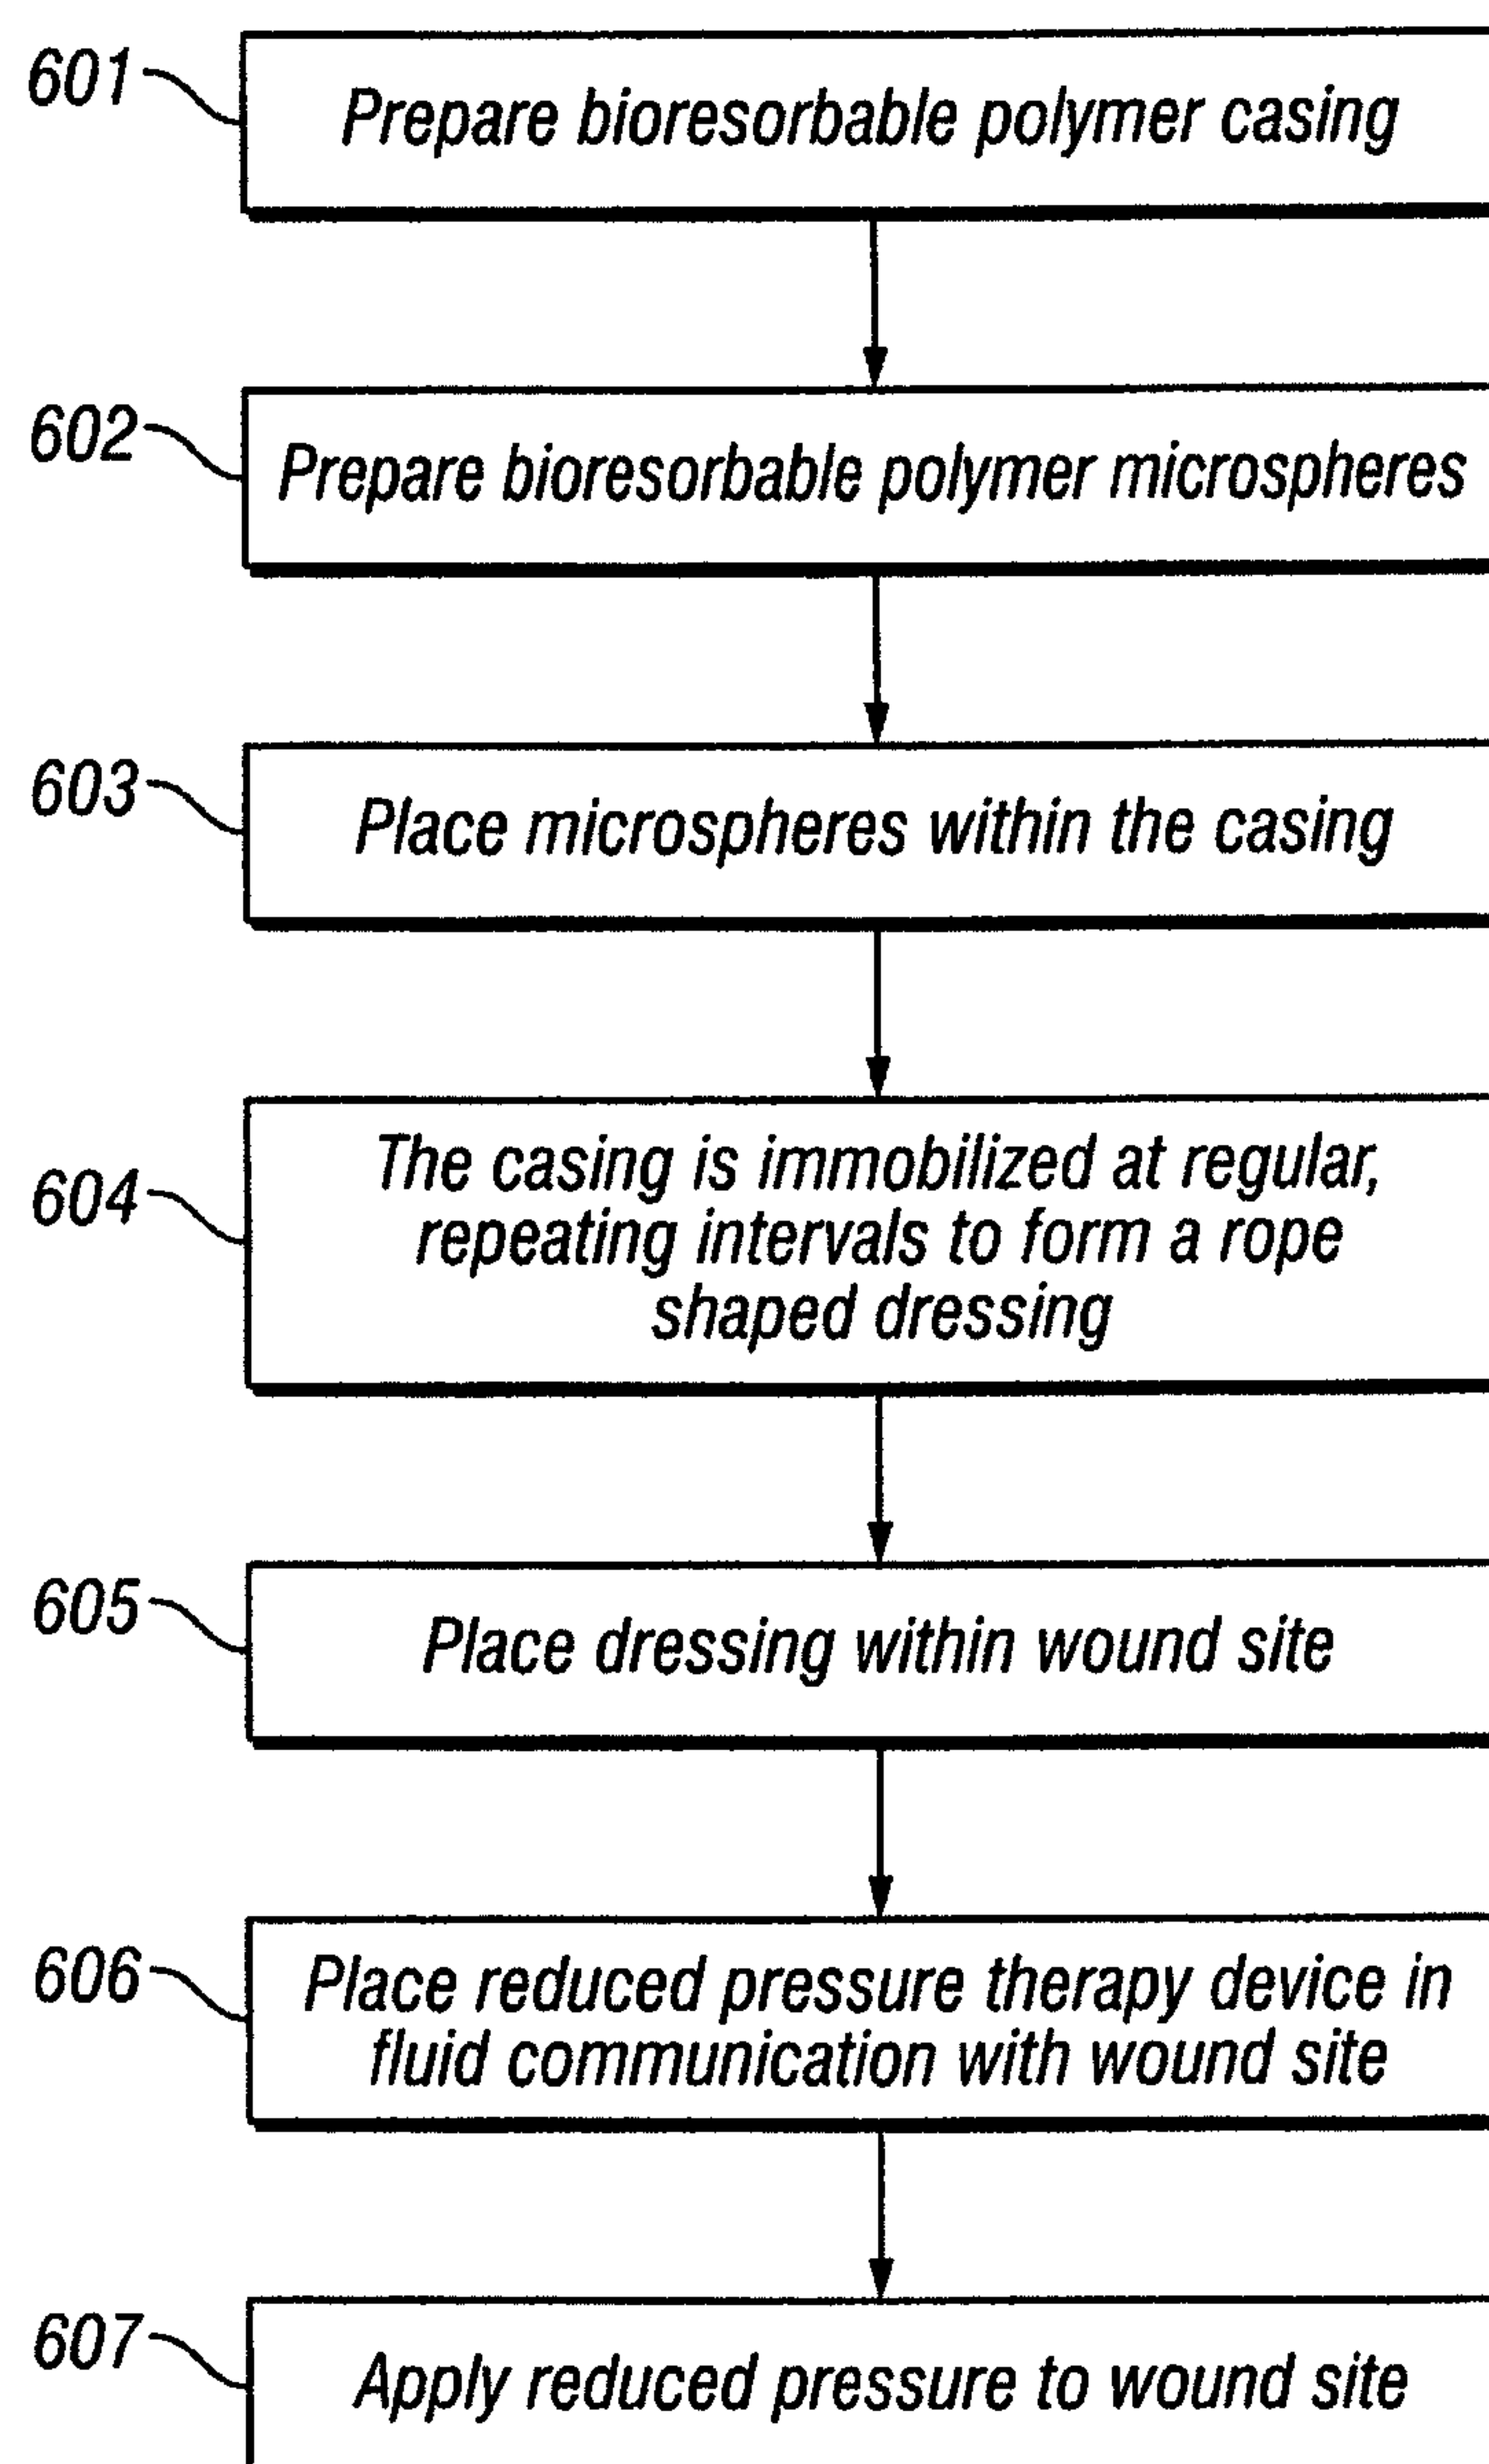 601
Prepare bioresorbable polymer casing
602
Prepare bioresorbable polymer microspheres
603
Place microspheres within the casing
604
The casing is immobilized at regular,
repeating intervals to form a rope
shaped dressing
605
Place dressing within wound site
606
Place reduced pressure therapy device in
fluid communication with wound site
607
Apply reduced pressure to wound site